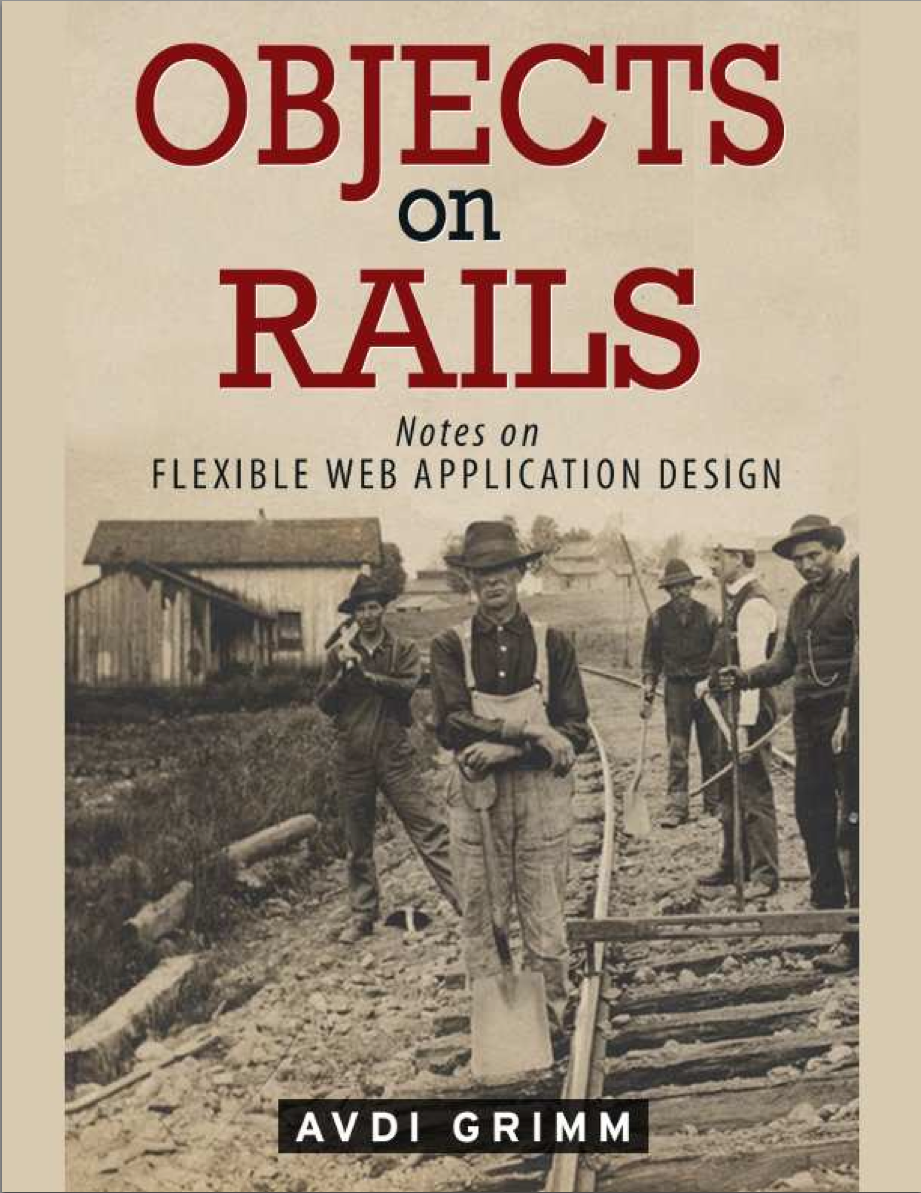 OBJECTS
on
RAILS
Notes on
FLEXIBLE WEB APPLICATION DESIGN
AVDI GRIMM